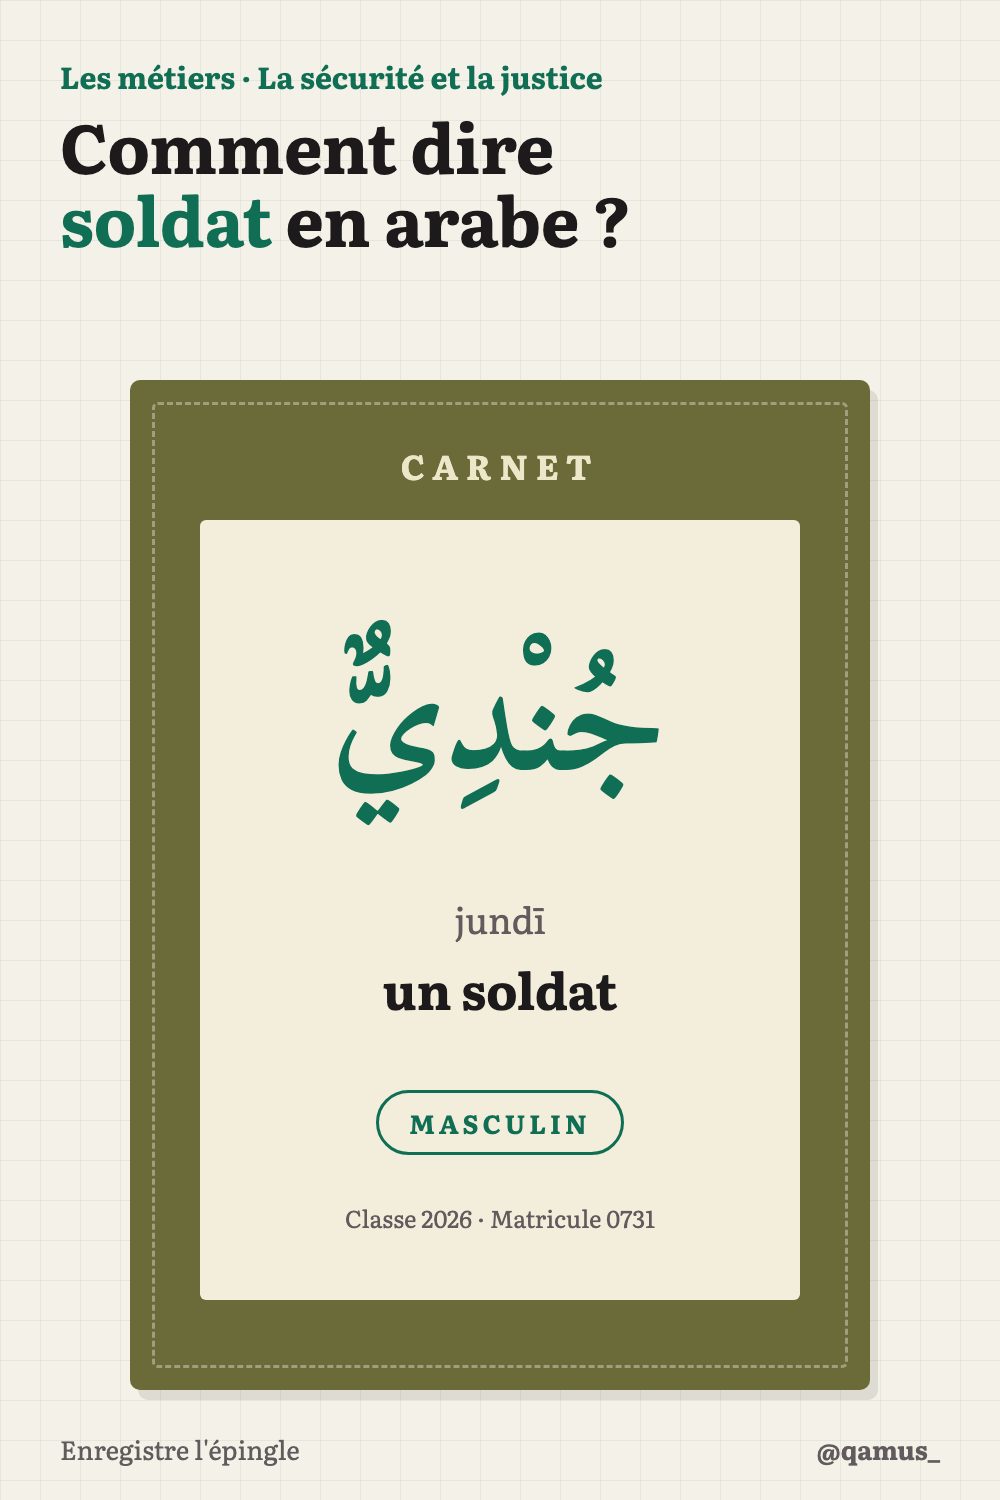 Les métiers · La sécurité et la justice
Comment dire
soldat en arabe ?
CARNET
جُنْدِيٌّ
jundī
un soldat
MASCULIN
Classe 2026 · Matricule 0731
Enregistre l'épingle
@qamus_